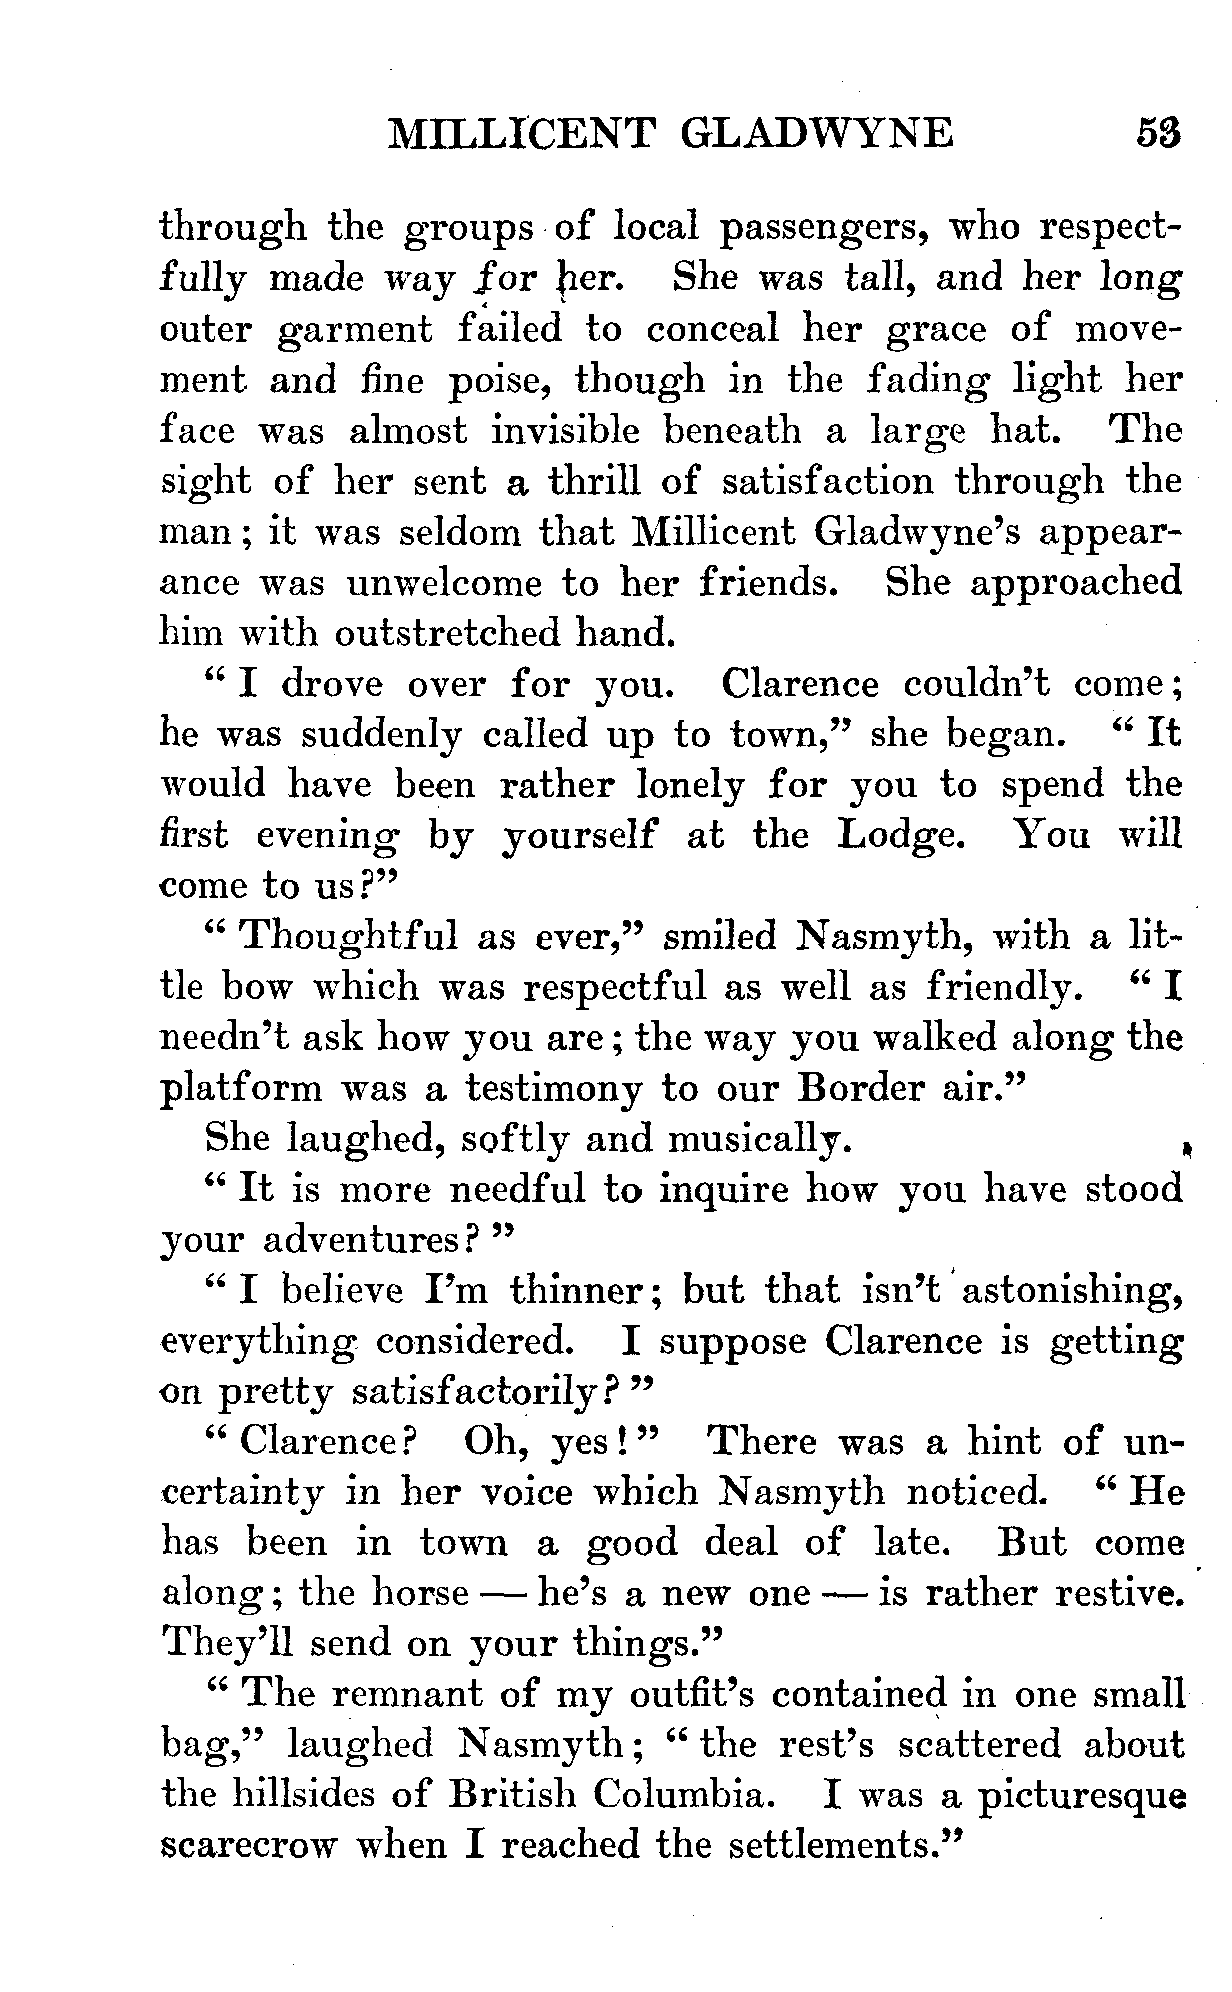 MILLICENT GLADWYNE 53
through the groups of local passengers, who respect-
fully made way for her. She was tall, and her long
outer garment failed to conceal her grace of move-
ment and fine poise, though in the fading light her
face was almost invisible beneath a large hat. The
sight of her sent a thrill of satisfaction through the
man; it was seldom that Millicent Gladwyne's appear-
ance was unwelcome to her friends. She approached
him with outstretched hand.
"I drove over for you. Clarence couldn't come;
he was suddenly called up to town," she began. "It
would have been rather lonely for you to spend the
first evening by yourself at the Lodge. You will
come to us?"
"Thoughtful as ever," smiled Nasmyth, with a lit-
tle bow which was respectful as well as friendly. "I
needn't ask how you are; the way you walked along the
platform was a testimony to our Border air."
She laughed, softly and musically.
"It is more needful to inquire how you have stood
your adventures?"
"I believe I'm thinner; but that isn't astonishing,
everything considered. I suppose Clarence is getting
on pretty satisfactorily?"
"Clarence? Oh, yes!" There was a hint of un-
certainty in her voice which Nasmyth noticed. "He
has been in town a good deal of late. But come
along; the horse — he's a new one — is rather restive.
They'll send on your things."
"The remnant of my outfit's contained in one small
bag," laughed Nasmyth; "the rest's scattered about
the hillsides of British Columbia. I was a picturesque
scarecrow when I reached the settlements."